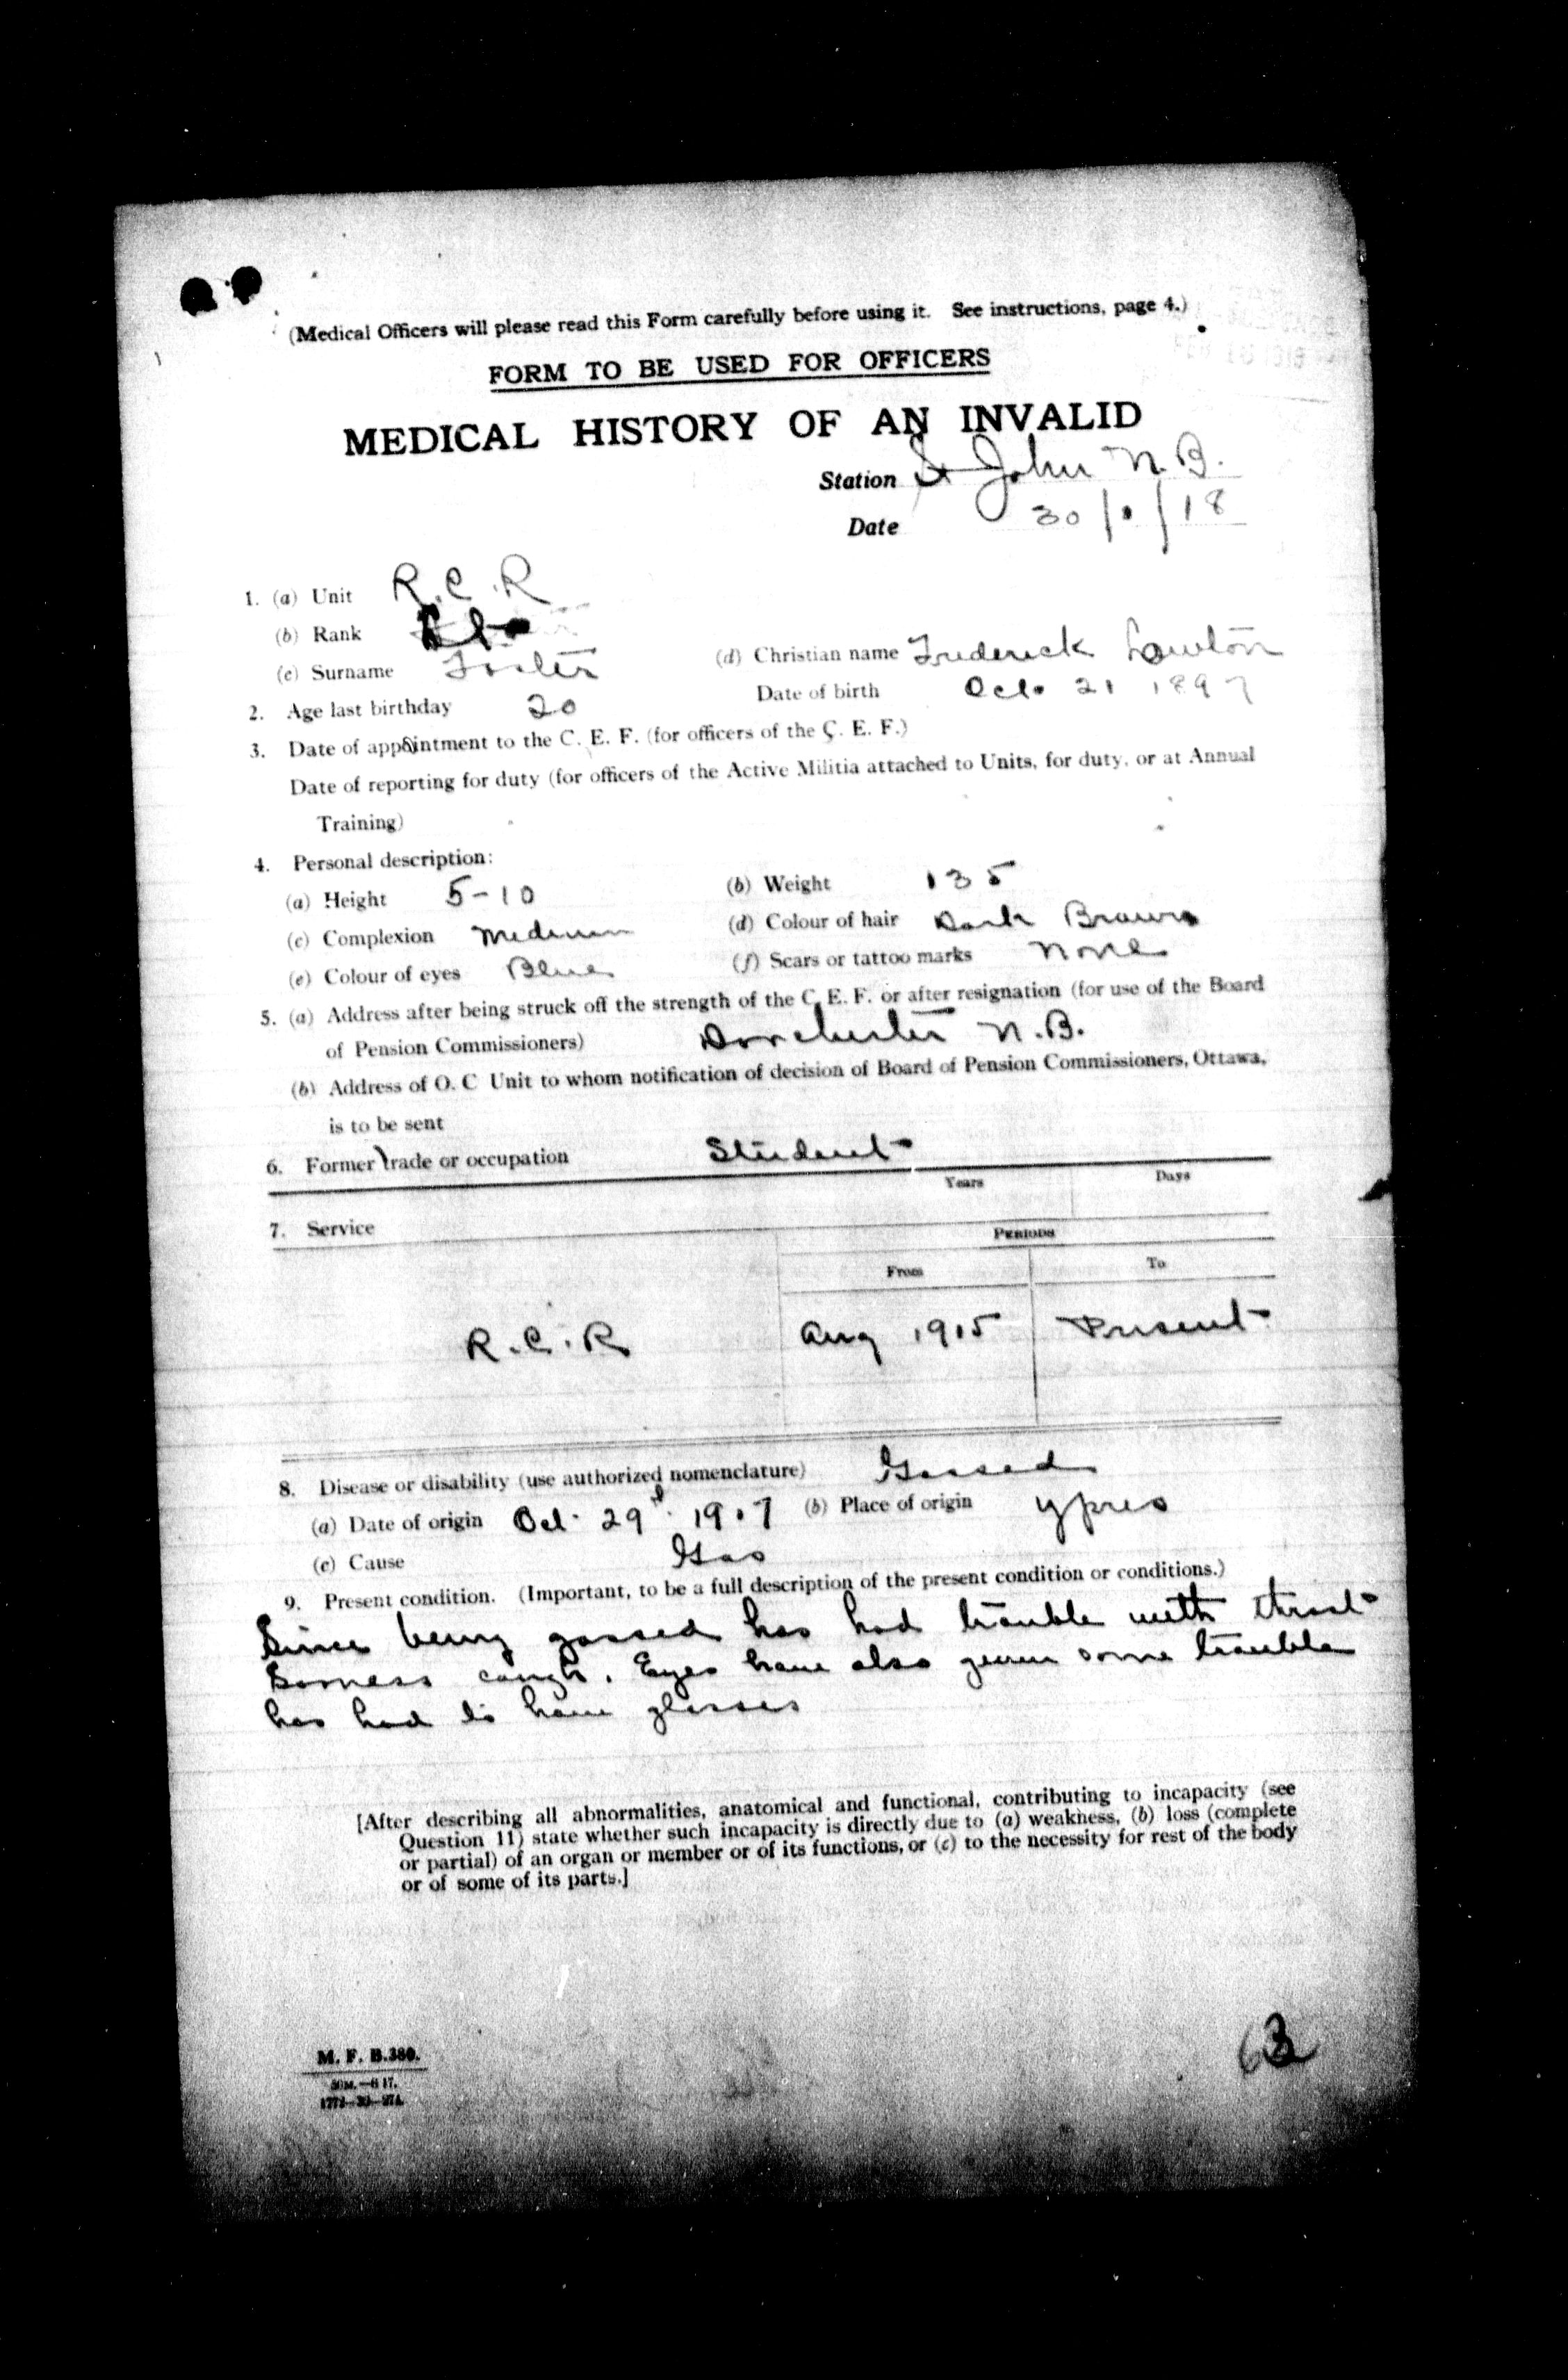 (Medical Officers will please read this Form carefully before using it. See instructions, page 4.)
FORM TO BE USED FOR OFFICERS
MEDICAL HISTORY OF AN INVALID
Station St John N.B.
Date 30/ /18
1. (a) Unit R.C.R
(b) Rank
(c) Surname Foster (d) Christian name Frederick Lawton
2. Age last birthday 20 Date of birth Oct. 21 1897
3. Date of appointment to the C. E. F. (for officers of the C. E. F.)
Date of reporting for duty (for officers of the Active Militia attached to Units, for duty, or at Annual
Training)
4. Personal description:
(a) Height 5-10 (b) Weight 135
(c) Complexion Medium (d) Colour of hair Dark Brown
(e) Colour of eyes Blue (f) Scars or tattoo marks None
5. (a) Address after being struck off the strength of the C. E. F. or after resignation (for use of the Board
of Pension Commissioners) Dorchester N.B.
(b) Address of O. C Unit to whom notification of decision of Board of Pension Commissioners, Ottawa,
is to be sent
6. Former trade or occupation Student
Years Days
7. Service
PERIODS
From To
R.C.R Aug 1915 Present
8. Disease or disability (use authorized nomenclature) Gassed
(a) Date of origin Oct. 29th 1917 (b) Place of origin Ypres
(c) Cause Gas
9. Present condition. (Important, to be a full description of the present condition or conditions.)
Since being gassed has had trouble with throat
Soreness cough. Eyes have also given some trouble
has had to have glasses
[After describing all abnormalities, anatomical and functional, contributing to incapacity (see
Question 11) state whether such incapacity is directly due to (a) weakness, (b) loss (complete
or partial) of an organ or member or of its functions, or (c) to the necessity for rest of the body
or of some of its parts.]
M. F. B.380.
50M.—6 17.
1772—39—874.
63